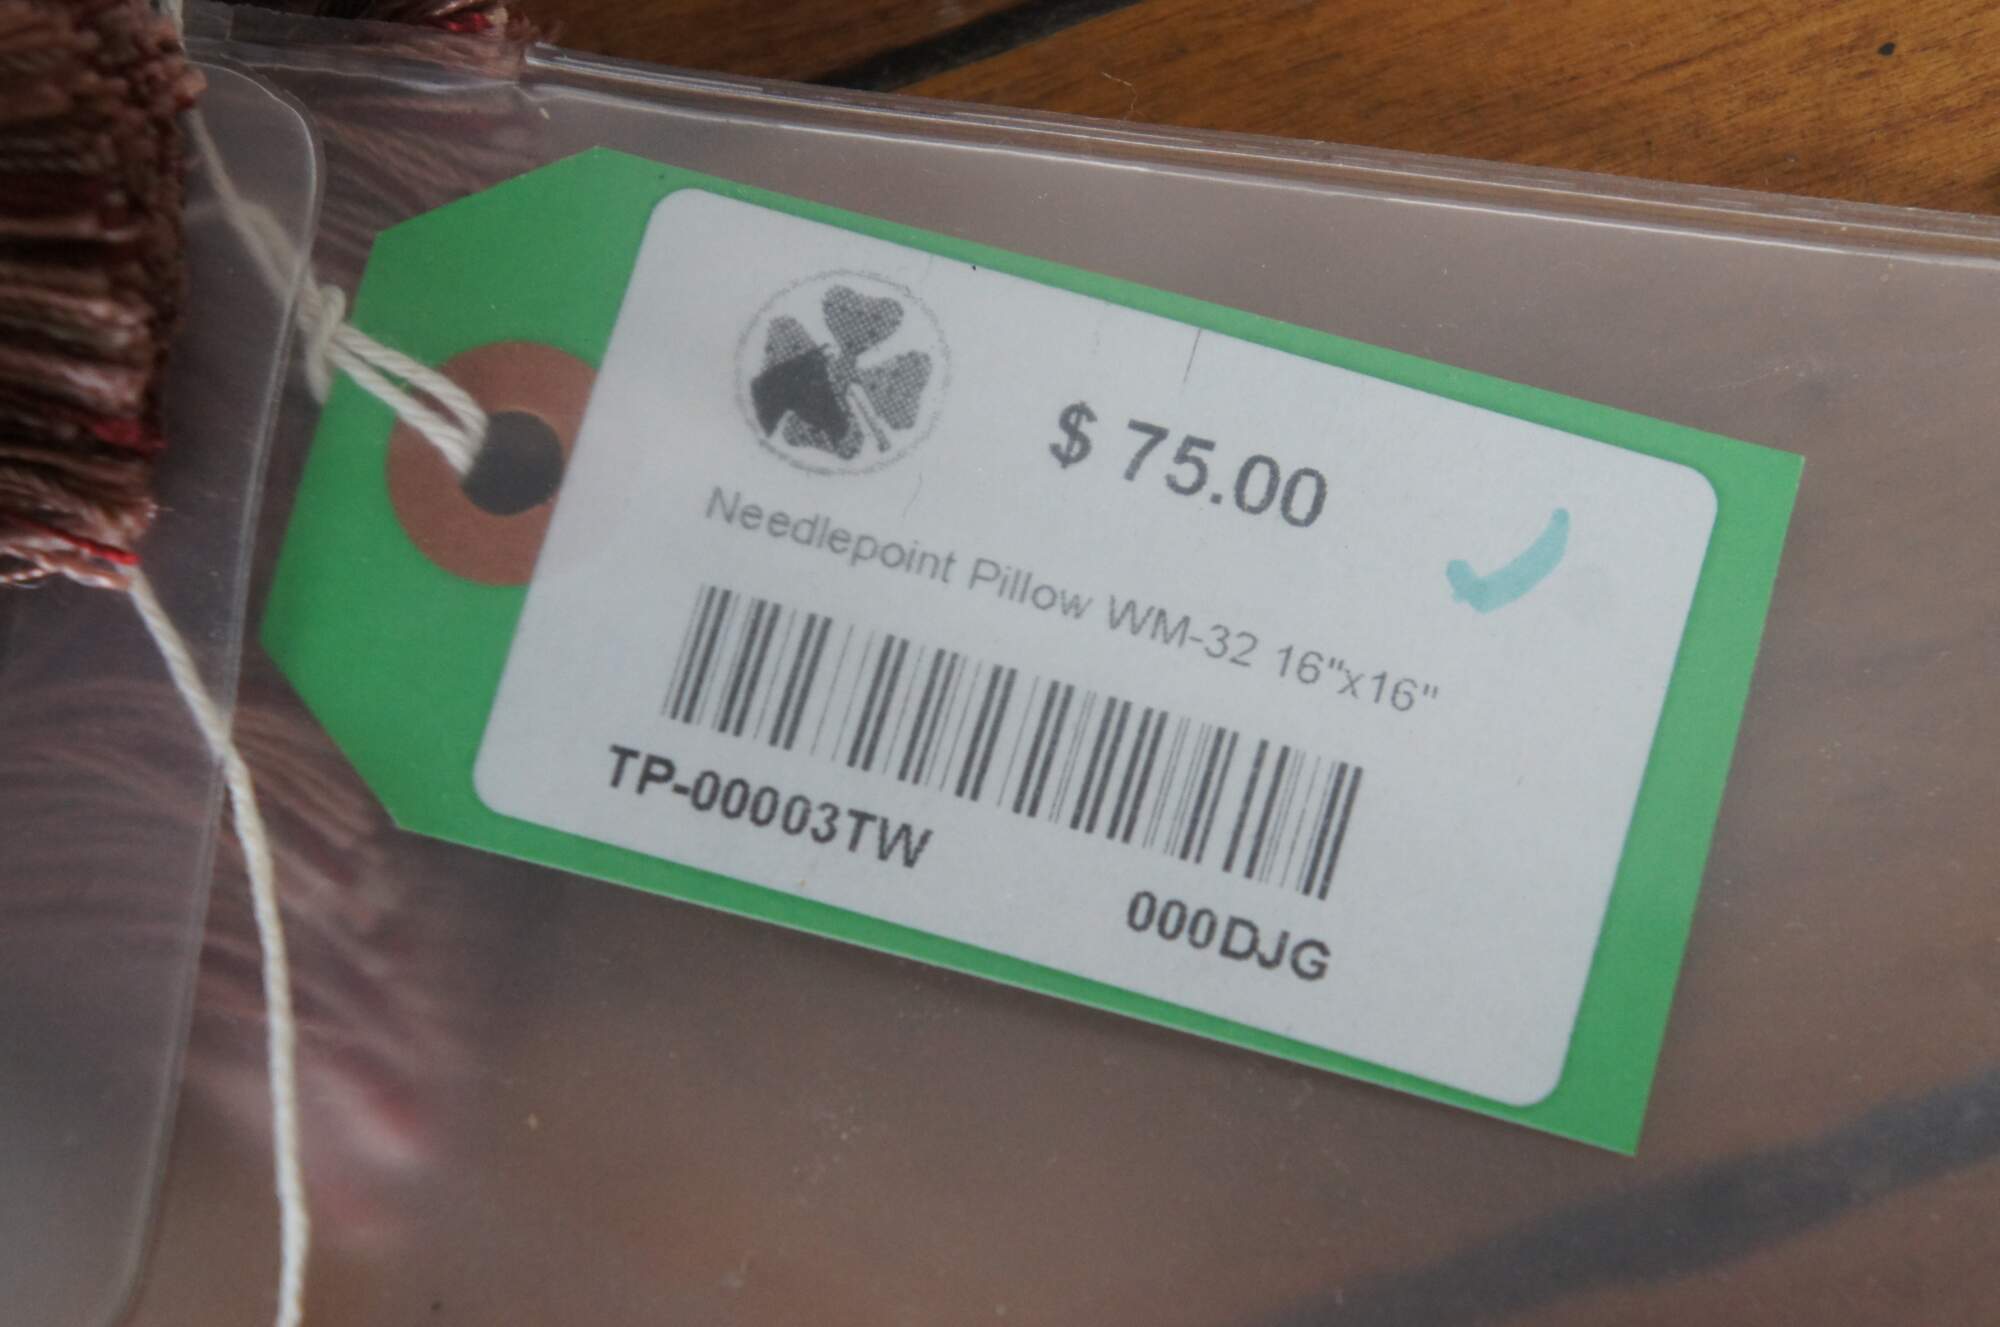 $ 75.00
Needlepoint Pillow WM-32 16"x16"
TP-00003TW
000DJG